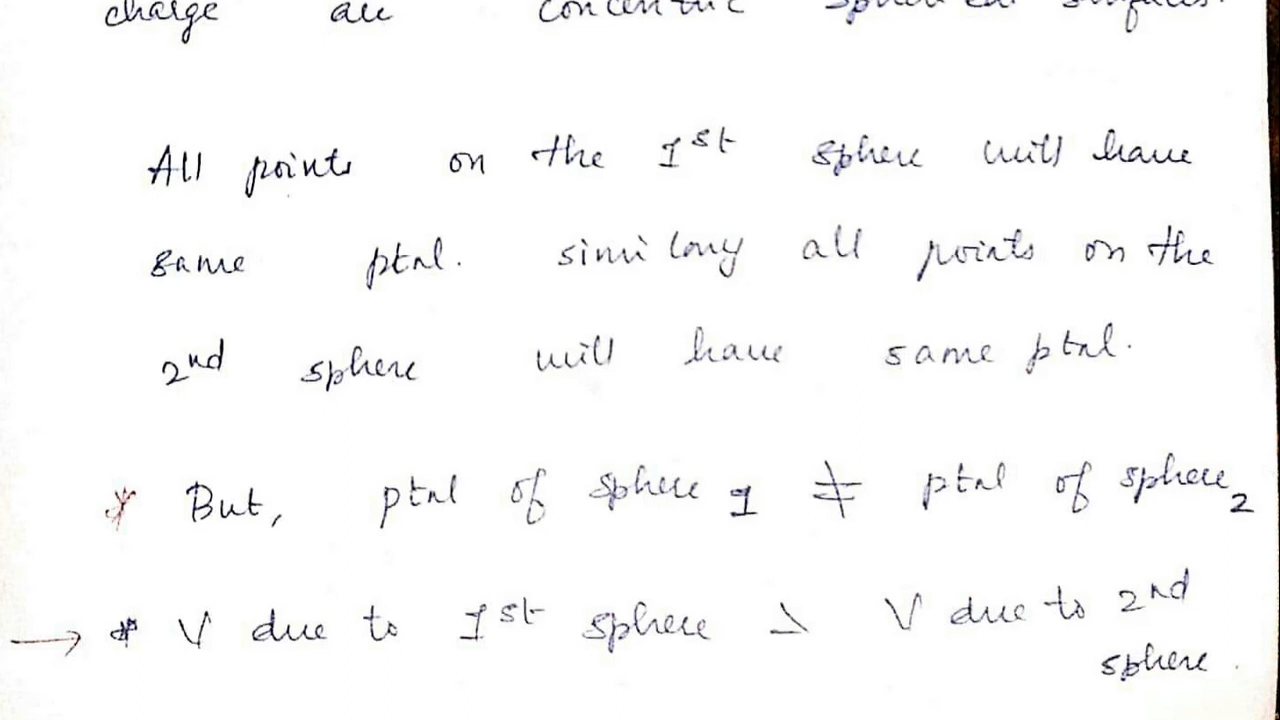 charge are concentric spherical surfaces.
All points on the 1st sphere will have
same ptnl. similarly all points on the
2nd sphere will have same ptnl.
* But, ptnl of sphere 1 ≠ ptnl of sphere 2
→ * V due to 1st sphere > V due to 2nd
sphere.